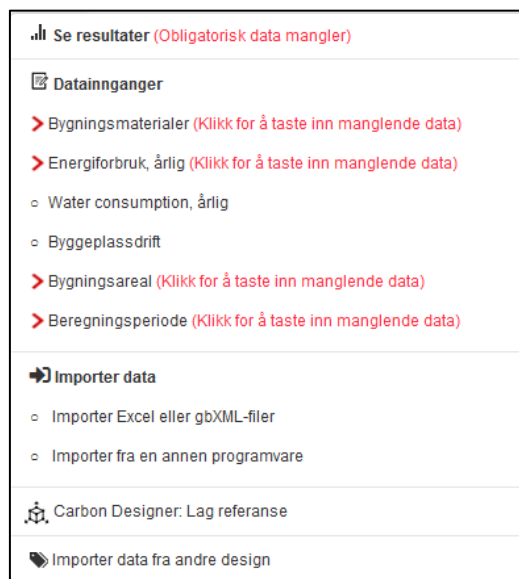 Se resultater (Obligatorisk data mangler)
Datainnganger
Bygningsmaterialer (Klikk for å taste inn manglende data)
Energiforbruk, årlig (Klikk for å taste inn manglende data)
Water consumption, årlig
Byggeplassdrift
Bygningsareal (Klikk for å taste inn manglende data)
Beregningsperiode (Klikk for å taste inn manglende data)
Importer data
Importer Excel eller gbXML-filer
Importer fra en annen programvare
Carbon Designer: Lag referanse
Importer data fra andre design